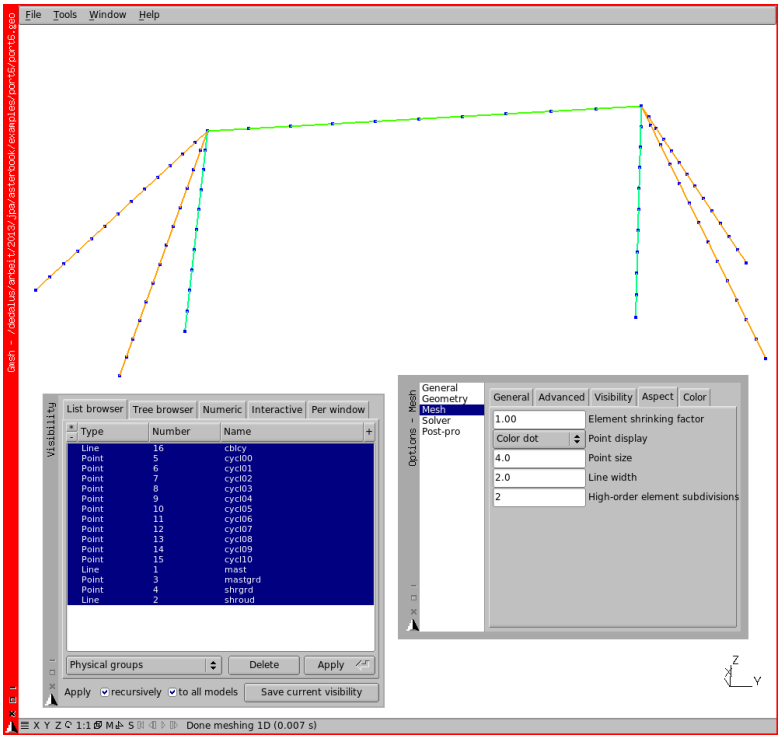 Gmsh - /dedalus/arbeit/2013/jpa/asterbook/examples/port6/port6.geo
File Tools Window Help
Visibility
List browser Tree browser Numeric Interactive Per window
* Type Number Name +
-
Line 16 cblcy
Point 5 cycl00
Point 6 cycl01
Point 7 cycl02
Point 8 cycl03
Point 9 cycl04
Point 10 cycl05
Point 11 cycl06
Point 12 cycl07
Point 13 cycl08
Point 14 cycl09
Point 15 cycl10
Line 1 mast
Point 3 mastgrd
Point 4 shrgrd
Line 2 shroud
Physical groups Delete Apply
Apply recursively to all models Save current visibility
Options - Mesh
General
Geometry
Mesh
Solver
Post-pro
General Advanced Visibility Aspect Color
1.00 Element shrinking factor
Color dot Point display
4.0 Point size
2.0 Line width
2 High-order element subdivisions
Z
X Y
X Y Z 1:1 M S Done meshing 1D (0.007 s)